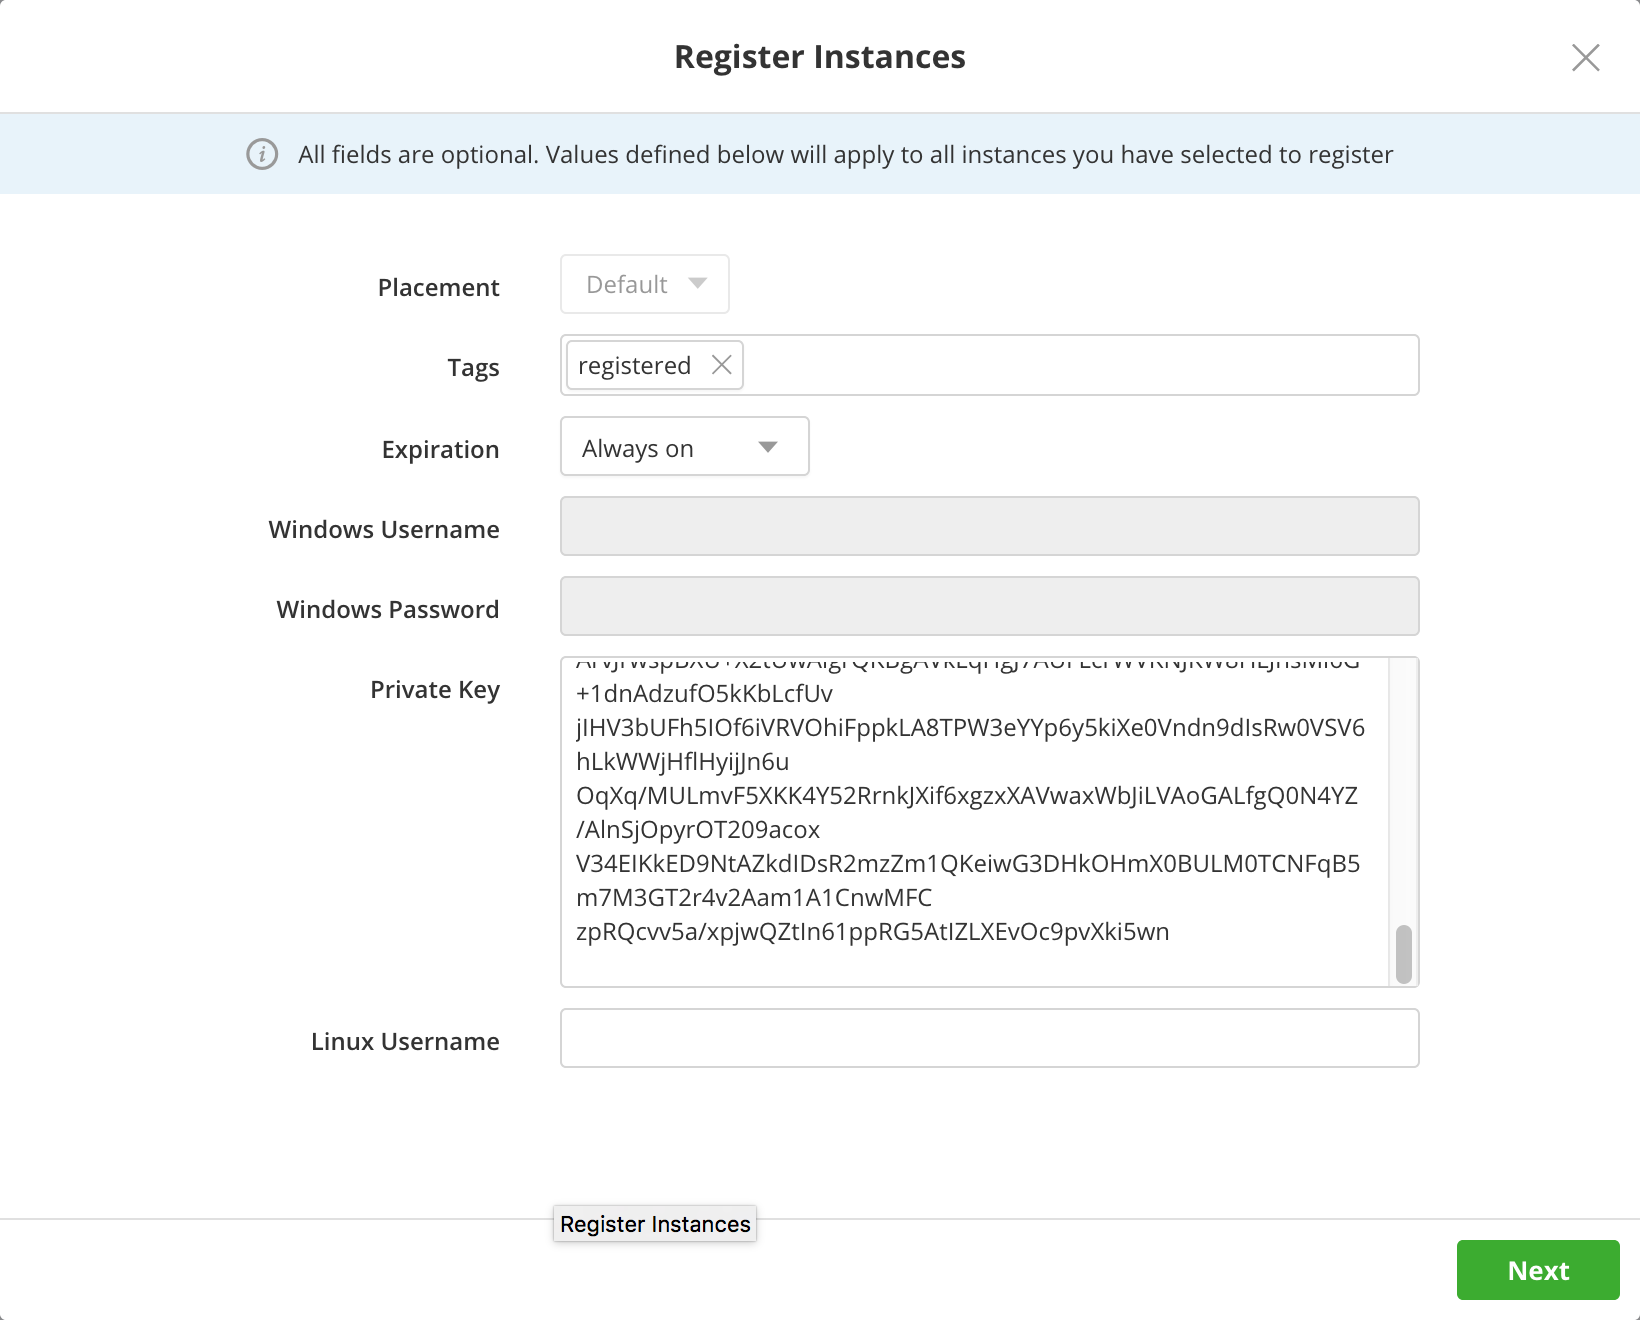 Register Instances
All fields are optional. Values defined below will apply to all instances you have selected to register
Placement
Default
Tags
registered
Expiration
Always on
Windows Username
Windows Password
Private Key
+1dnAdzufO5kKbLcfUv
jIHV3bUFh5IOf6iVRVOhiFppkLA8TPW3eYYp6y5kiXe0Vndn9dIsRw0VSV6
hLkWWjHflHyijJn6u
OqXq/MULmvF5XKK4Y52RrnkJXif6xgzxXAVwaxWbJiLVAoGALfgQ0N4YZ
/AlnSjOpyrOT209acox
V34EIKkED9NtAZkdIDsR2mzZm1QKeiwG3DHkOHmX0BULM0TCNFqB5
m7M3GT2r4v2Aam1A1CnwMFC
zpRQcvv5a/xpjwQZtIn61ppRG5AtIZLXEvOc9pvXki5wn
Linux Username
Register Instances
Next